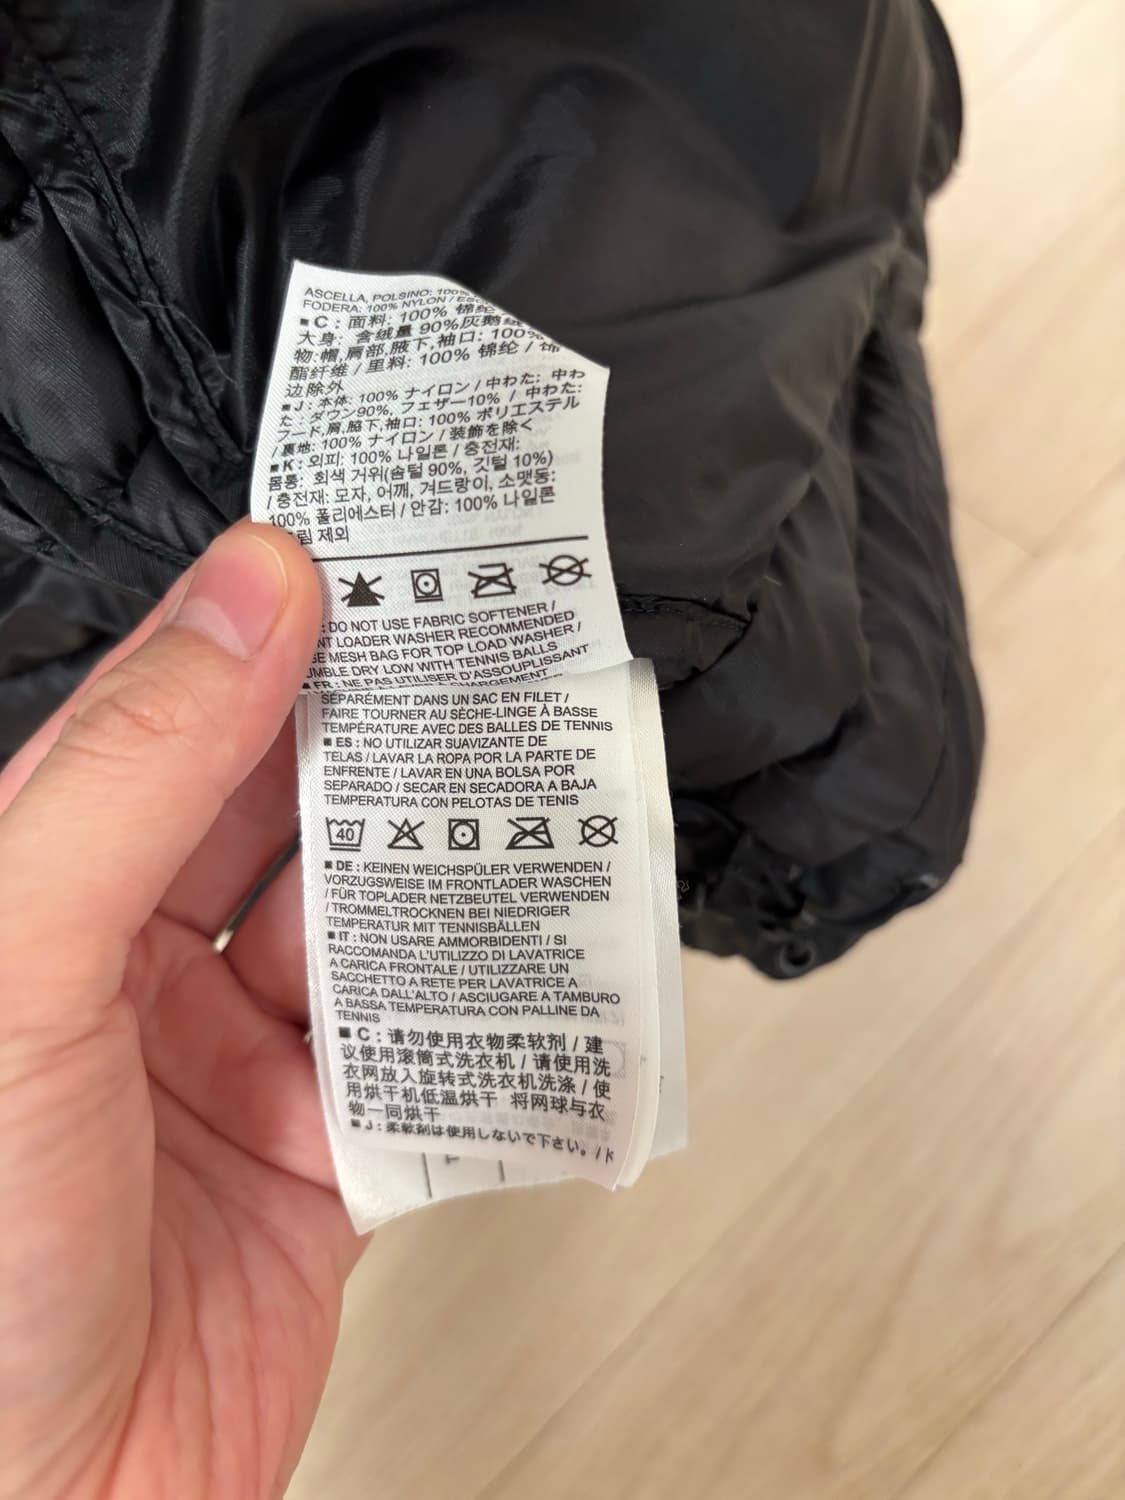 ASCELLA, POLSINO: 100%
FODERA: 100% NYLON /
■ C : 面料: 100% 锦纶
大身: 含绒量 90%灰鹅绒
物:帽,肩部,腋下,袖口: 100%
酯纤维 / 里料: 100% 锦纶 / 饰
边除外
■ J : 本体: 100% ナイロン / 中わた: 中わ
た: ダウン90%, フェザー10% / 中わた:
フード,肩,脇下,袖口: 100% ポリエステル
/ 裏地: 100% ナイロン / 装飾を除く
■ K : 외피: 100% 나일론 / 충전재:
몸통: 회색 거위(솜털 90%, 깃털 10%)
/ 충전재: 모자, 어깨, 겨드랑이, 소맷동:
100% 폴리에스터 / 안감: 100% 나일론
림 제외
: DO NOT USE FABRIC SOFTENER /
NT LOADER WASHER RECOMMENDED
SE MESH BAG FOR TOP LOAD WASHER /
UMBLE DRY LOW WITH TENNIS BALLS
■ FR : NE PAS UTILISER D'ASSOUPLISSANT
CHARGEMENT
SÉPARÉMENT DANS UN SAC EN FILET /
FAIRE TOURNER AU SÈCHE-LINGE À BASSE
TEMPÉRATURE AVEC DES BALLES DE TENNIS
■ ES : NO UTILIZAR SUAVIZANTE DE
TELAS / LAVAR LA ROPA POR LA PARTE DE
ENFRENTE / LAVAR EN UNA BOLSA POR
SEPARADO / SECAR EN SECADORA A BAJA
TEMPERATURA CON PELOTAS DE TENIS
40
■ DE : KEINEN WEICHSPÜLER VERWENDEN /
VORZUGSWEISE IM FRONTLADER WASCHEN
/ FÜR TOPLADER NETZBEUTEL VERWENDEN
/ TROMMELTROCKNEN BEI NIEDRIGER
TEMPERATUR MIT TENNISBÄLLEN
■ IT : NON USARE AMMORBIDENTI / SI
RACCOMANDA L'UTILIZZO DI LAVATRICE
A CARICA FRONTALE / UTILIZZARE UN
SACCHETTO A RETE PER LAVATRICE A
CARICA DALL'ALTO / ASCIUGARE A TAMBURO
A BASSA TEMPERATURA CON PALLINE DA
TENNIS
■ C : 请勿使用衣物柔软剂 / 建
议使用滚筒式洗衣机 / 请使用洗
衣网放入旋转式洗衣机洗涤 / 使
用烘干机低温烘干 将网球与衣
物一同烘干
■ J : 柔軟剤は使用しないで下さい。/ ド